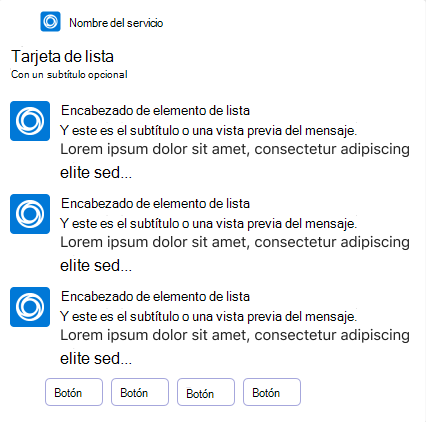 Nombre del servicio
Tarjeta de lista
Con un subtítulo opcional
Encabezado de elemento de lista
Y este es el subtítulo o una vista previa del mensaje.
Lorem ipsum dolor sit amet, consectetur adipiscing
elite sed...
Encabezado de elemento de lista
Y este es el subtítulo o una vista previa del mensaje.
Lorem ipsum dolor sit amet, consectetur adipiscing
elite sed...
Encabezado de elemento de lista
Y este es el subtítulo o una vista previa del mensaje.
Lorem ipsum dolor sit amet, consectetur adipiscing
elite sed...
Botón Botón Botón Botón